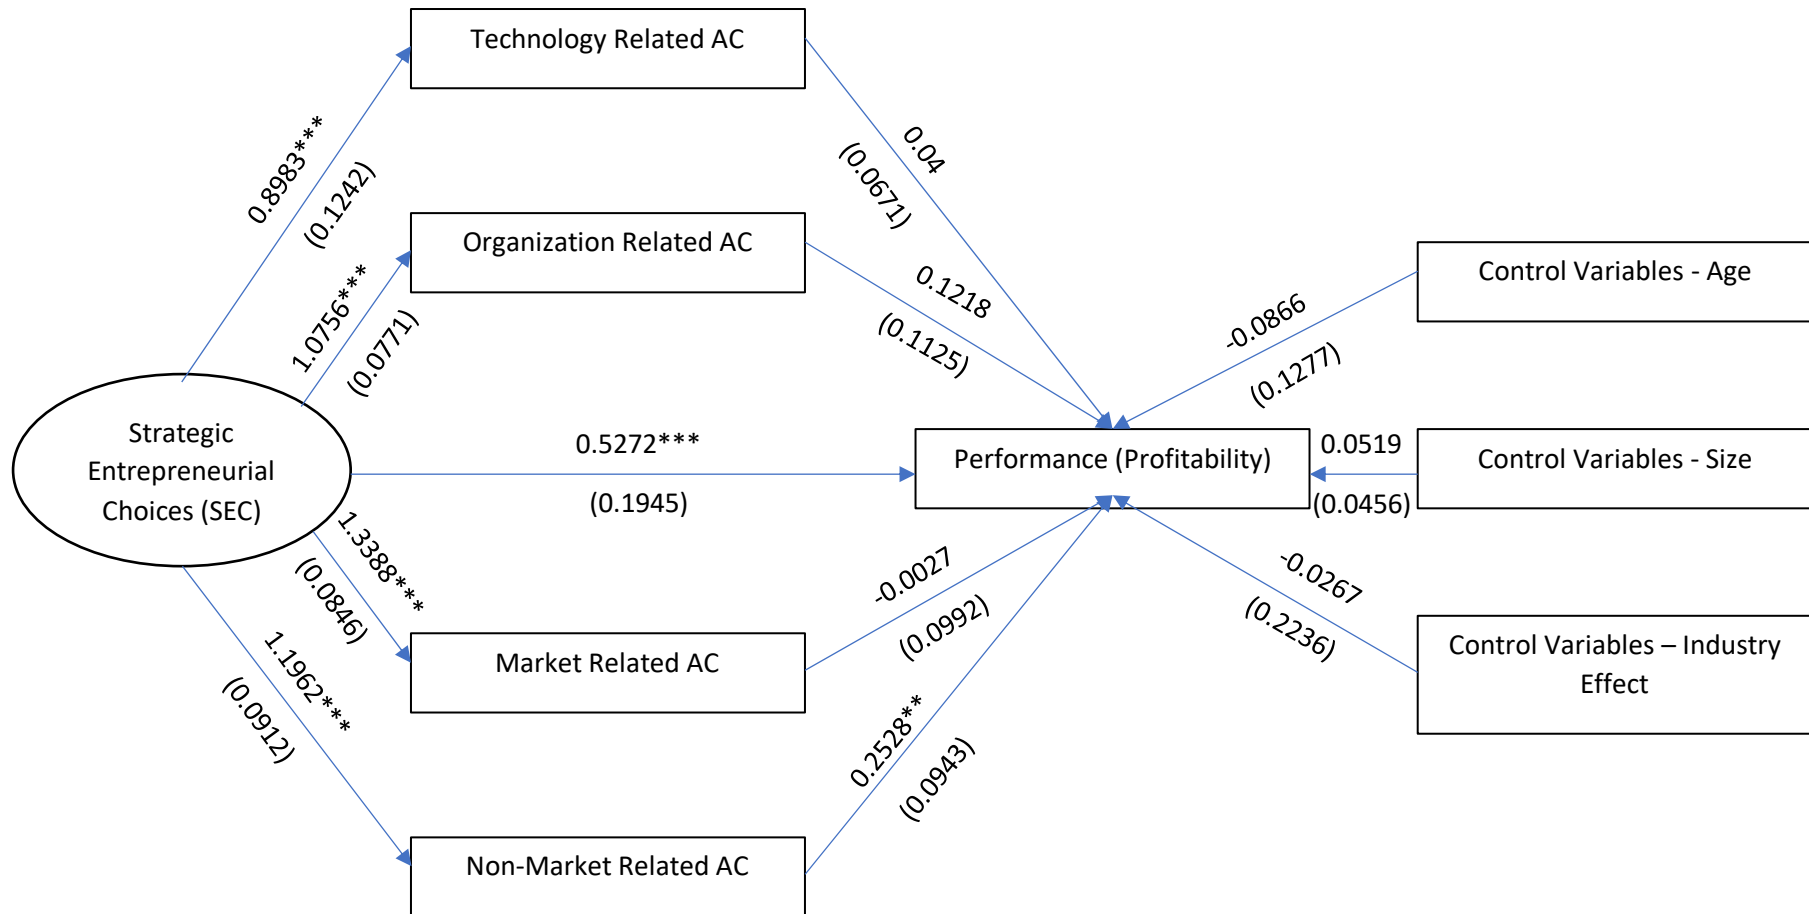 Technology Related AC
0.8983***
(0.1242)
0.04
(0.0671)
Organization Related AC
1.0756***
(0.0771)
0.1218
(0.1125)
Control Variables - Age
-0.0866
(0.1277)
Strategic
Entrepreneurial
Choices (SEC)
0.5272***
(0.1945)
Performance (Profitability)
0.0519
(0.0456)
Control Variables - Size
1.3388***
(0.0846)
Market Related AC
-0.0027
(0.0992)
-0.0267
(0.2236)
Control Variables – Industry
Effect
1.1962***
(0.0912)
Non-Market Related AC
0.2528**
(0.0943)